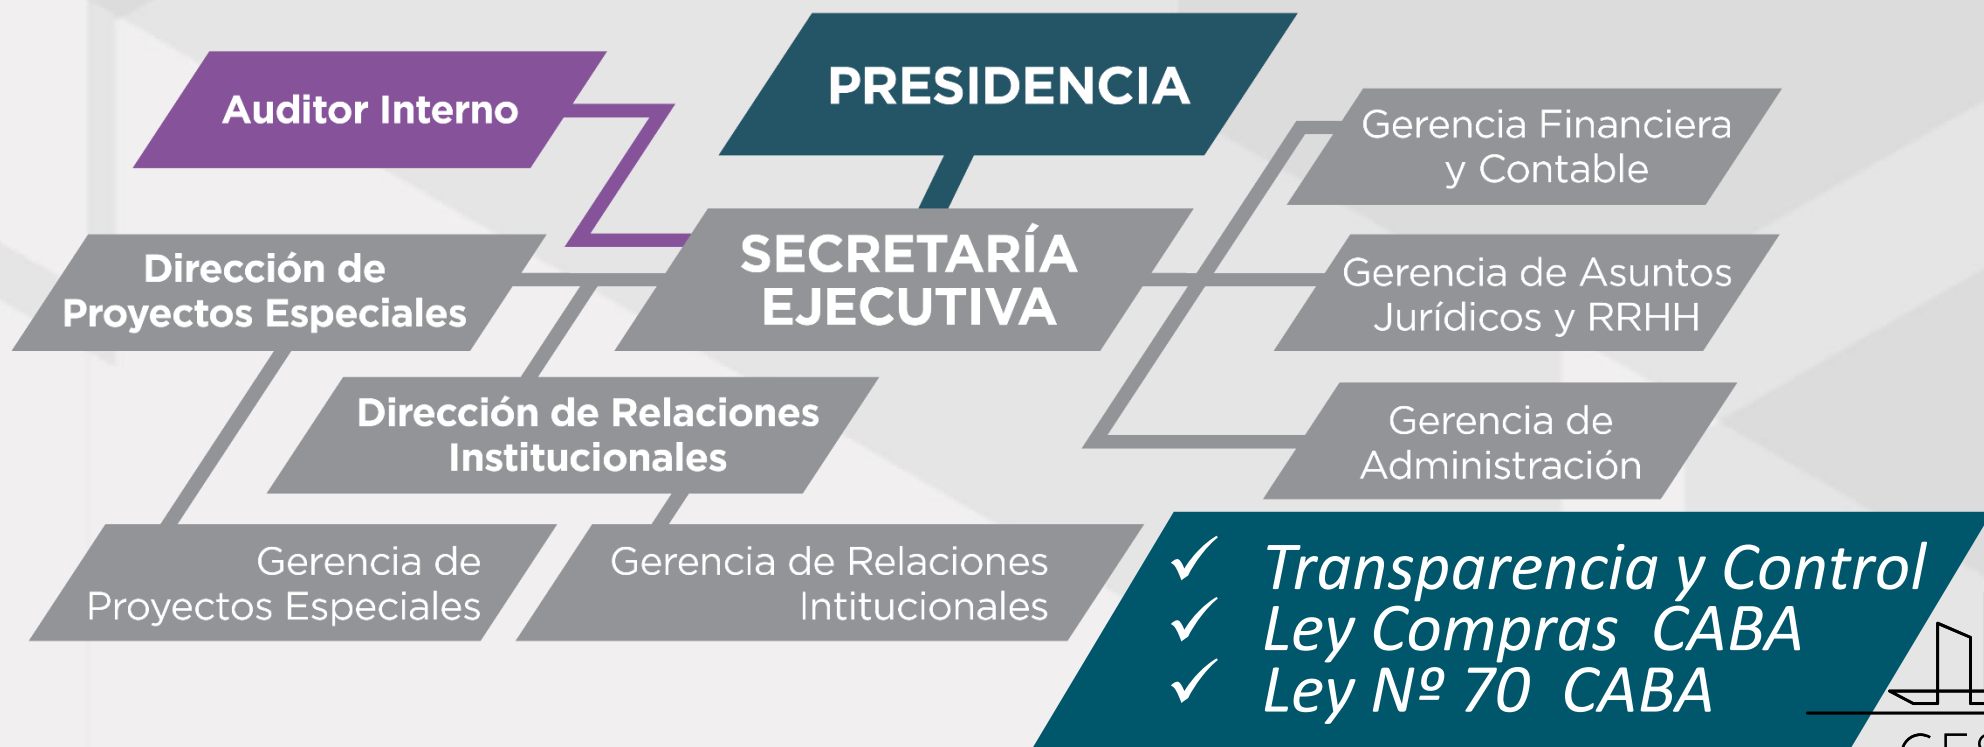 PRESIDENCIA
Auditor Interno
Gerencia Financiera
y Contable
SECRETARÍA
EJECUTIVA
Dirección de
Proyectos Especiales
Gerencia de Asuntos
Jurídicos y RRHH
Dirección de Relaciones
Institucionales
Gerencia de
Administración
Gerencia de
Proyectos Especiales
Gerencia de Relaciones
Intitucionales
✓ Transparencia y Control
✓ Ley Compras CABA
✓ Ley Nº 70 CABA